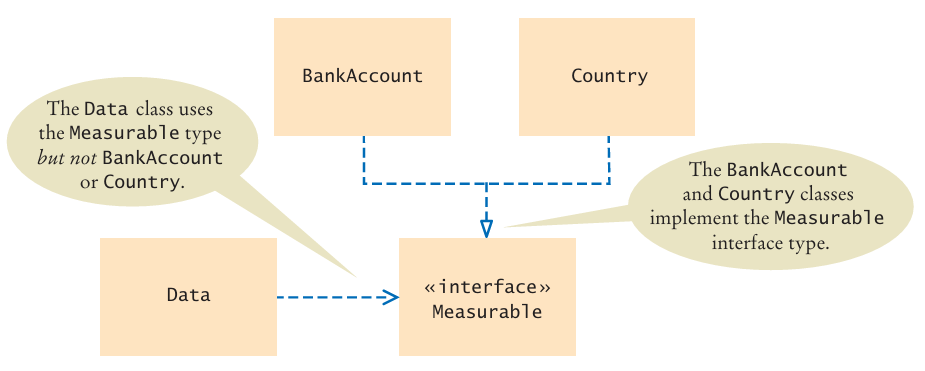 BankAccount
Country
The Data class uses
the Measurable type
but not BankAccount
or Country.
The BankAccount
and Country classes
implement the Measurable
interface type.
Data
«interface»
Measurable